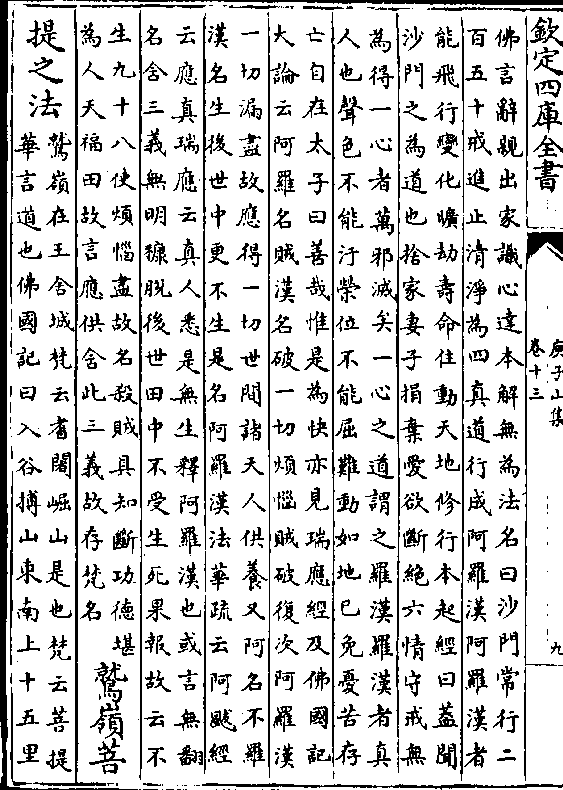 欽定四庫全書
庾子山集
卷十三
九
佛言辭親出家識心達本解無為法名曰沙門常行二
百五十戒進止清淨為四真道行成阿羅漢阿羅漢者
能飛行變化曠劫壽命住動天地修行本起經曰蓋聞
沙門之為道也捨家妻子捐棄愛欲斷絕六情守戒無
為得一心者萬邪滅矣一心之道謂之羅漢羅漢者真
人也聲色不能汙榮位不能屈難動如地已免憂苦存
亡自在太子曰善哉惟是為快亦見瑞應經及佛國記
大論云阿羅名賊漢名破一切煩惱賊破復次阿羅漢
一切漏盡故應得一切世間諸天人供養又阿名不羅
漢名生後世中更不生是名阿羅漢法華疏云阿颰經
云應真瑞應云真人悉是無生釋阿羅漢也或言無翻
名含三義無明糠脫後世田中不受生死果報故云不
生九十八使煩惱盡故名殺賊具知斷功德堪
為人天福田故言應供含此三義故存梵名
鷲嶺菩
提之法
鷲嶺在王舍城梵云耆闍崛山是也梵云菩提
華言道也佛國記曰入谷搏山東南上十五里